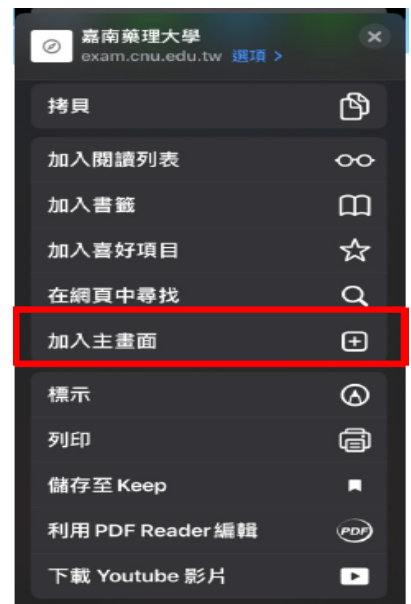 嘉南藥理大學
exam.cnu.edu.tw 選項 >
拷貝
加入閱讀列表
加入書籤
加入喜好項目
在網頁中尋找
加入主畫面
標示
列印
儲存至 Keep
利用 PDF Reader 編輯
PDF
下載 Youtube 影片